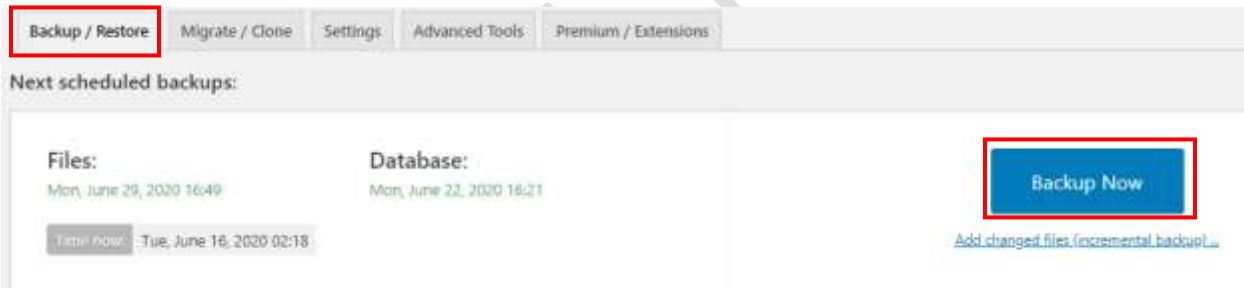 Backup / Restore Migrate / Clone Settings Advanced Tools Premium / Extensions
Next scheduled backups:
Files: Database:
Mon, June 29, 2020 16:49 Mon, June 22, 2020 16:21
Backup Now
Time now: Tue, June 16, 2020 02:18
Add changed files (incremental backup) ...